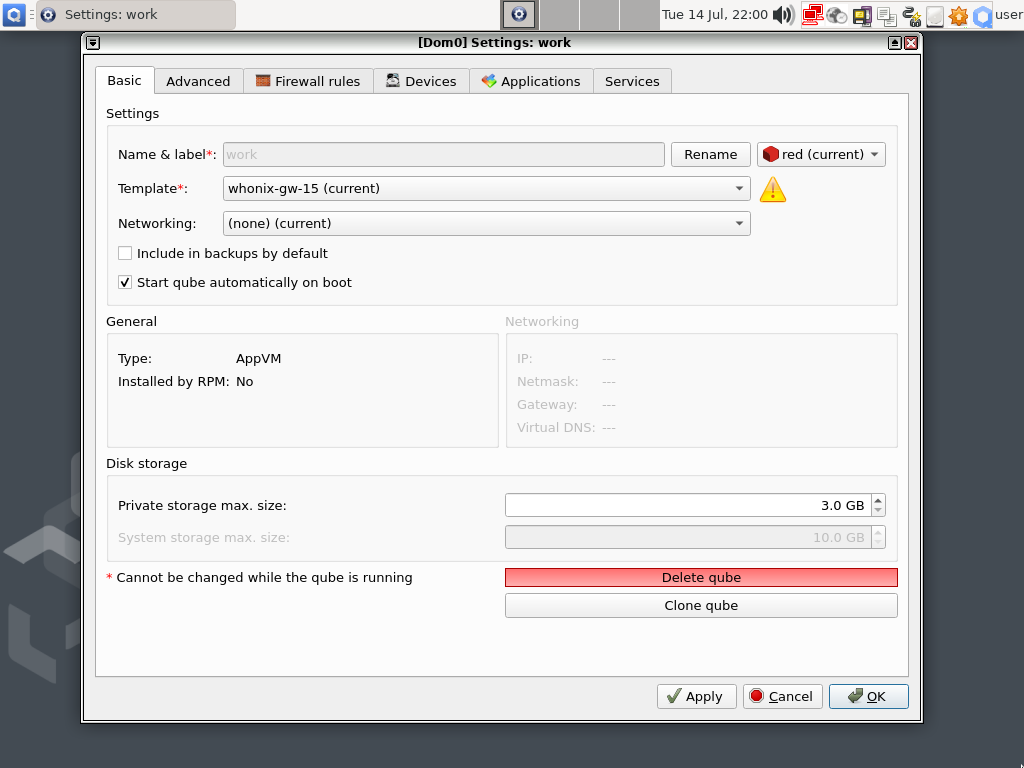 Settings: work
Tue 14 Jul, 22:00
user
[Dom0] Settings: work
Basic
Advanced
Firewall rules
Devices
Applications
Services
Settings
Name & label*:
work
Rename
red (current)
Template*:
whonix-gw-15 (current)
Networking:
(none) (current)
Include in backups by default
Start qube automatically on boot
General
Networking
Type: AppVM
IP: ---
Installed by RPM: No
Netmask: ---
Gateway: ---
Virtual DNS: ---
Disk storage
Private storage max. size:
3.0 GB
System storage max. size:
10.0 GB
* Cannot be changed while the qube is running
Delete qube
Clone qube
Apply
Cancel
OK